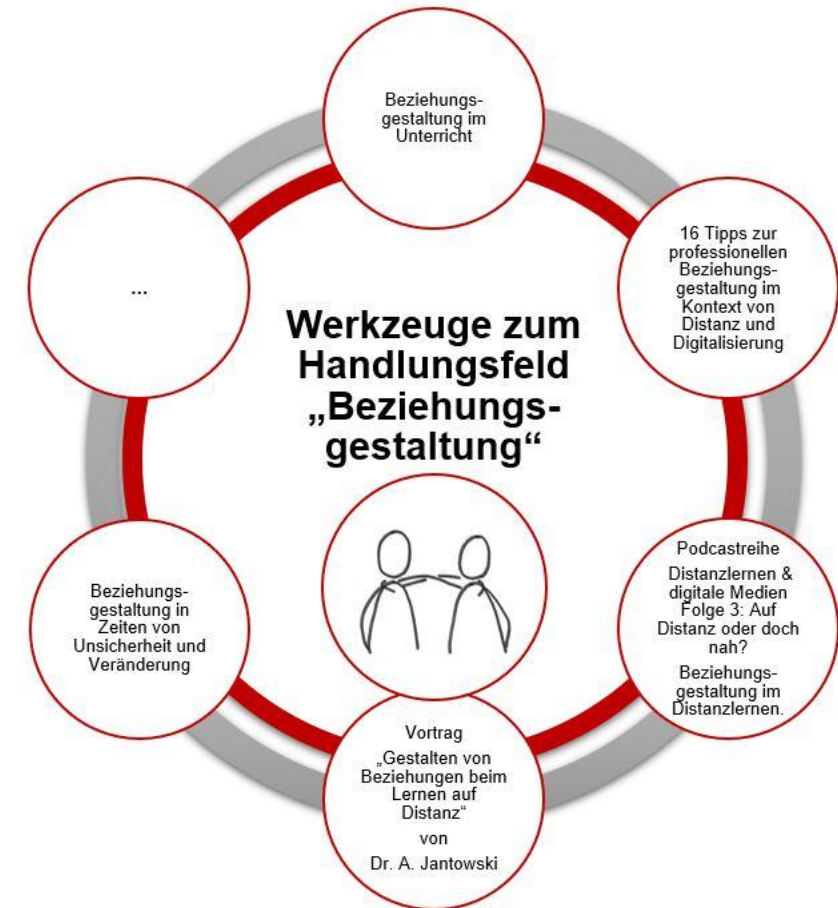 Beziehungs-
gestaltung im
Unterricht
16 Tipps zur
professionellen
Beziehungs-
gestaltung im
Kontext von
Distanz und
Digitalisierung
...
Werkzeuge zum
Handlungsfeld
„Beziehungs-
gestaltung“
Podcastreihe
Distanzlernen &
digitale Medien
Folge 3: Auf
Distanz oder doch
nah?
Beziehungs-
gestaltung im
Distanzlernen.
Beziehungs-
gestaltung in
Zeiten von
Unsicherheit und
Veränderung
Vortrag
„Gestalten von
Beziehungen beim
Lernen auf
Distanz“
von
Dr. A. Jantowski